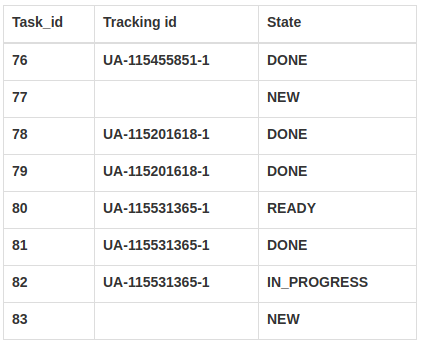 Task_id Tracking id State
76 UA-115455851-1 DONE
77 NEW
78 UA-115201618-1 DONE
79 UA-115201618-1 DONE
80 UA-115531365-1 READY
81 UA-115531365-1 DONE
82 UA-115531365-1 IN_PROGRESS
83 NEW